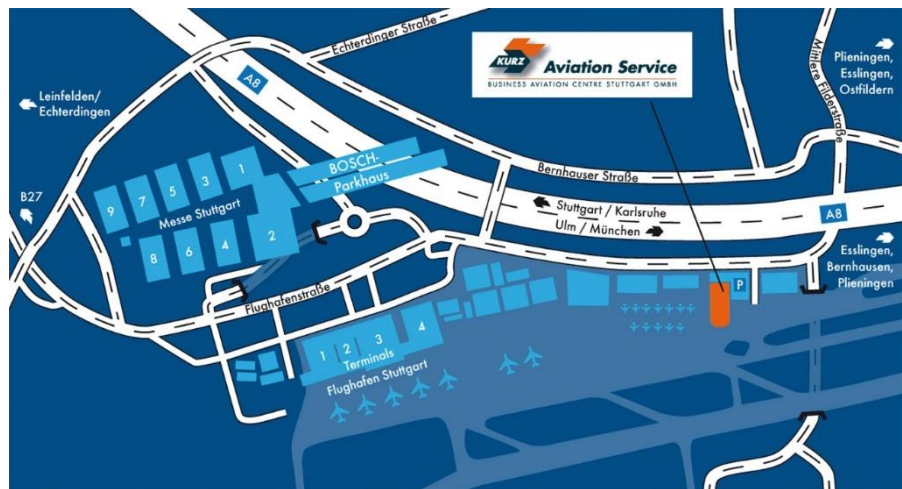 Echterdinger Straße
A8
KURZ
Aviation Service
BUSINESS AVIATION CENTRE STUTTGART GMBH
Mittlere Filderstraße
Plieningen,
Esslingen,
Ostfildern
Leinfelden/
Echterdingen
B27
9
7
5
3
1
Messe Stuttgart
8
6
4
2
BOSCH-
Parkhaus
Bernhauser Straße
Stuttgart / Karlsruhe
Ulm / München
A8
Esslingen,
Bernhausen,
Plieningen
Flughafenstraße
P
1
2
3
4
Terminals
Flughafen Stuttgart